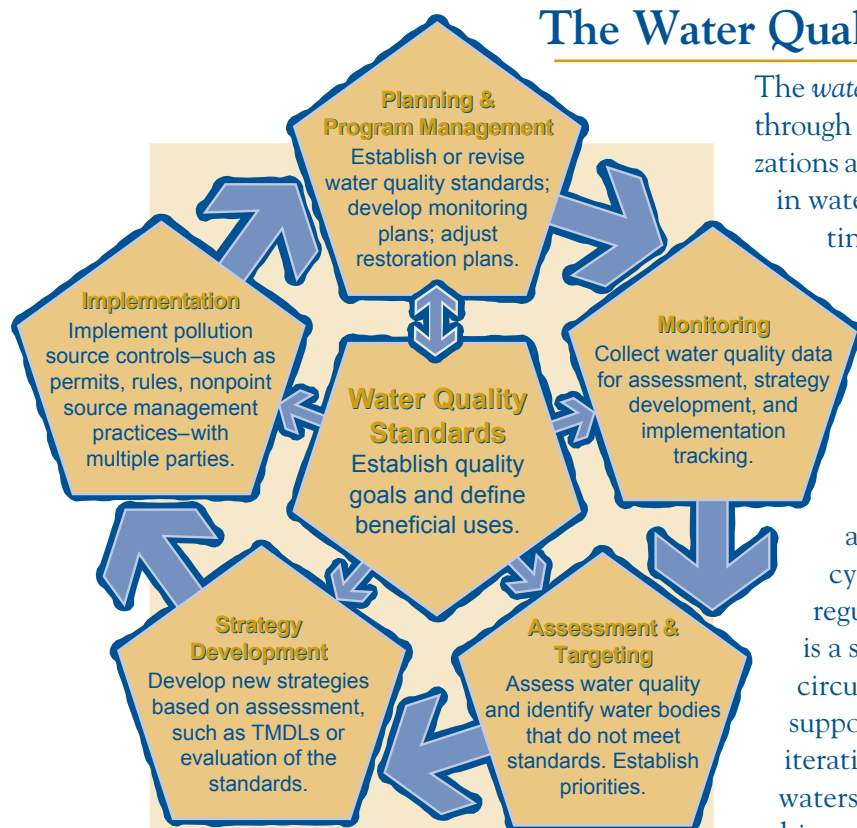 The Water Qual
The wate
through
zations a
in wate
tin
Planning &
Program Management
Establish or revise
water quality standards;
develop monitoring
plans; adjust
restoration plans.
Implementation
Implement pollution
source controls–such as
permits, rules, nonpoint
source management
practices–with
multiple parties.
Monitoring
Collect water quality data
for assessment, strategy
development, and
implementation
tracking.
Water Quality
Standards
Establish quality
goals and define
beneficial uses.
a
cy
regu
is a s
circu
suppo
iterati
waters
Strategy
Development
Develop new strategies
based on assessment,
such as TMDLs or
evaluation of the
standards.
Assessment &
Targeting
Assess water quality
and identify water bodies
that do not meet
standards. Establish
priorities.